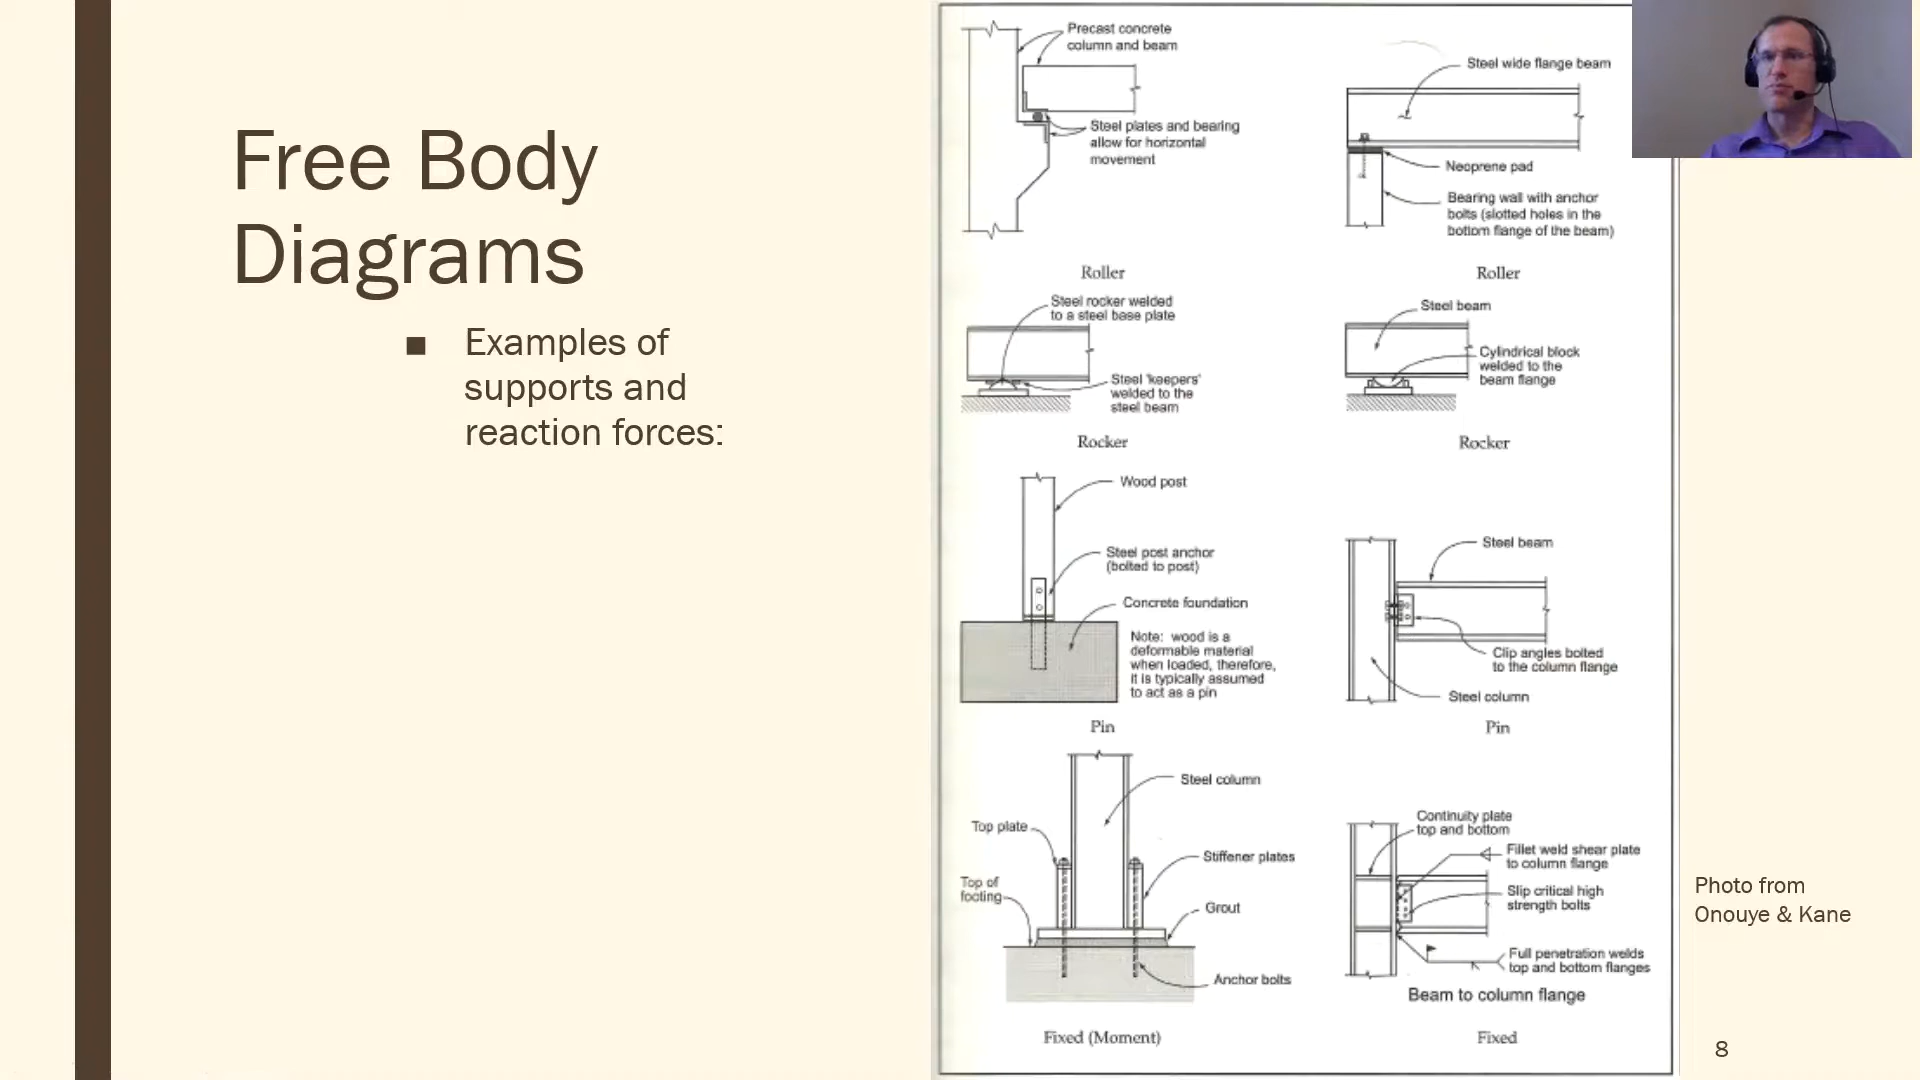 Free Body
Diagrams
■ Examples of
supports and
reaction forces:
Precast concrete
column and beam
Steel plates and bearing
allow for horizontal
movement
Roller
Steel wide flange beam
Neoprene pad
Bearing wall with anchor
bolts (slotted holes in the
bottom flange of the beam)
Roller
Steel rocker welded
to a steel base plate
Steel 'keepers'
welded to the
steel beam
Rocker
Steel beam
Cylindrical block
welded to the
beam flange
Rocker
Wood post
Steel post anchor
(bolted to post)
Concrete foundation
Note: wood is a
deformable material
when loaded, therefore,
it is typically assumed
to act as a pin
Pin
Steel beam
Clip angles bolted
to the column flange
Steel column
Pin
Steel column
Top plate
Stiffener plates
Top of
footing
Grout
Anchor bolts
Fixed (Moment)
Continuity plate
top and bottom
Fillet weld shear plate
to column flange
Slip critical high
strength bolts
Full penetration welds
top and bottom flanges
Beam to column flange
Fixed
Photo from
Onouye & Kane
8